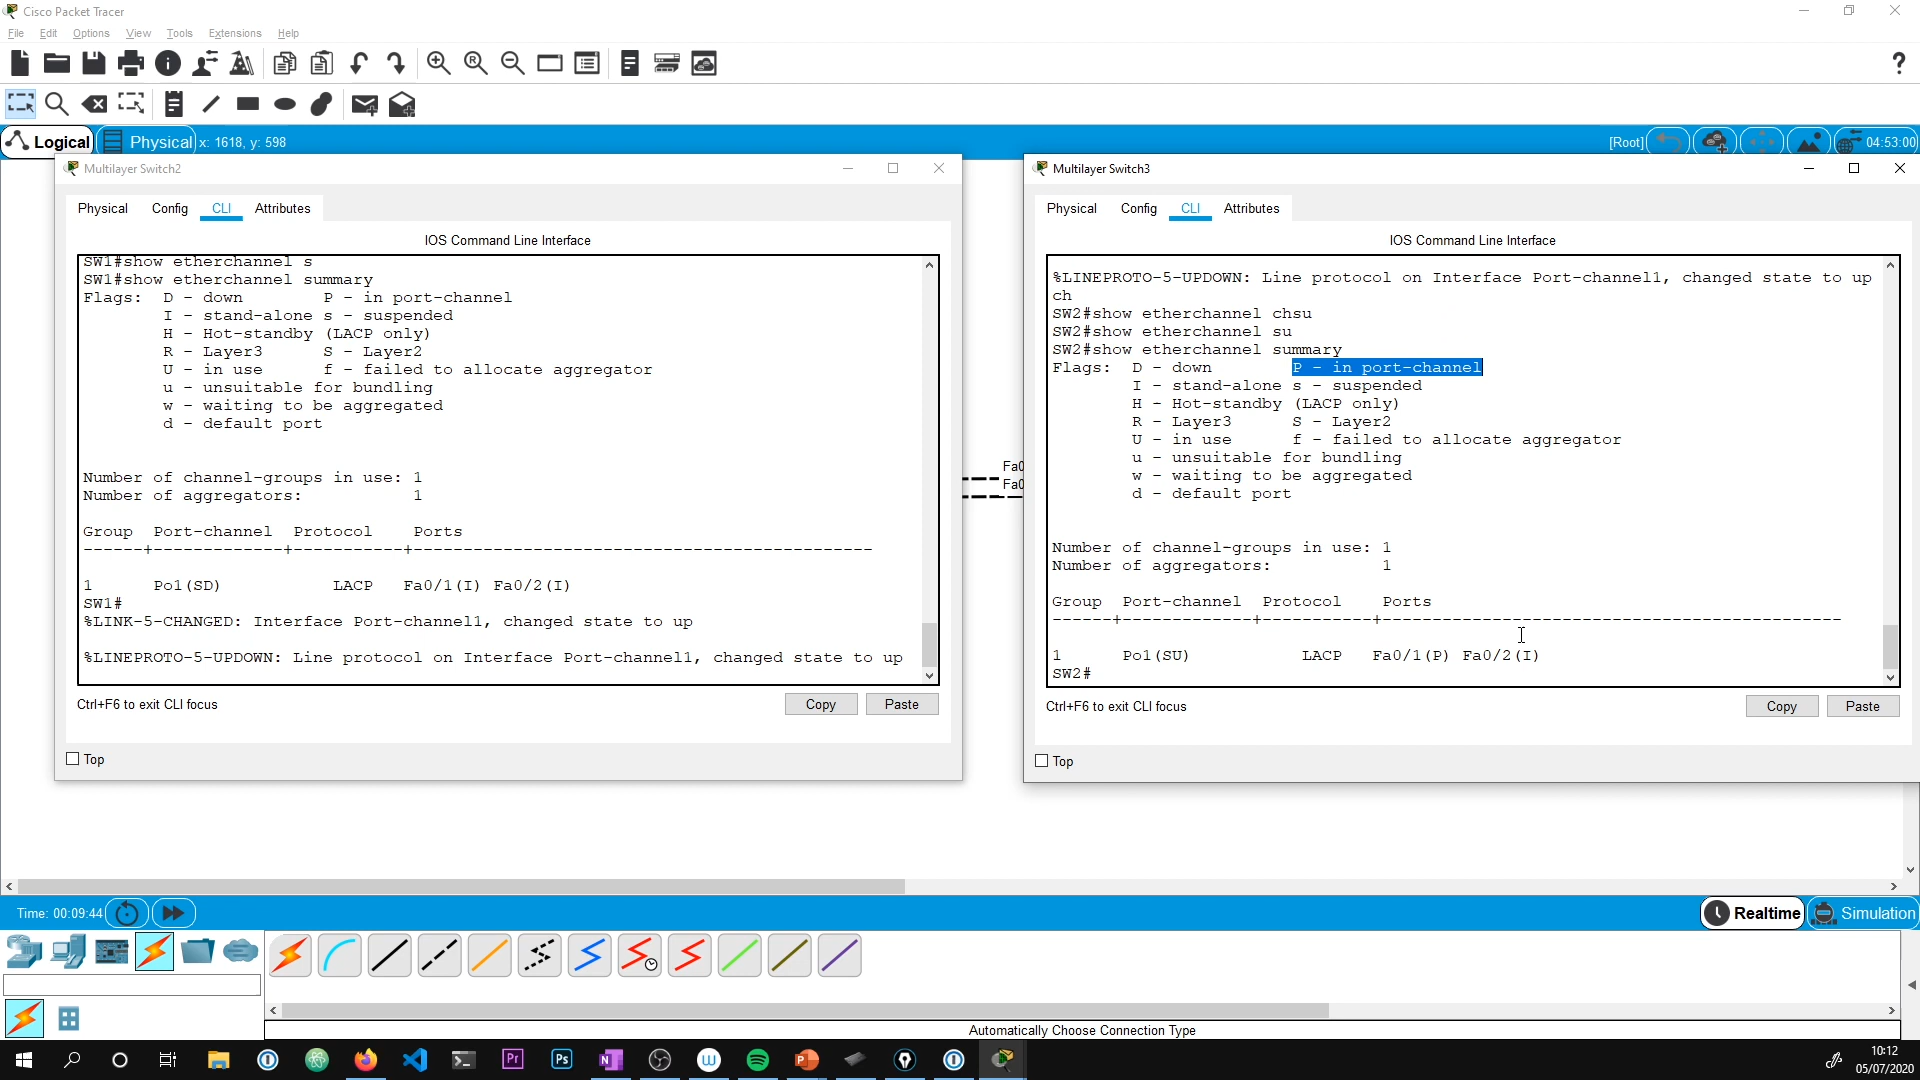 Cisco Packet Tracer
File Edit Options View Tools Extensions Help
Logical Physical x: 1618, y: 598 [Root] 04:53:00
Multilayer Switch2
Physical Config CLI Attributes
IOS Command Line Interface
SW1#show etherchannel s
SW1#show etherchannel summary
Flags: D - down P - in port-channel
I - stand-alone s - suspended
H - Hot-standby (LACP only)
R - Layer3 S - Layer2
U - in use f - failed to allocate aggregator
u - unsuitable for bundling
w - waiting to be aggregated
d - default port
Number of channel-groups in use: 1
Number of aggregators: 1
Group Port-channel Protocol Ports
------+-------------+-----------+----------------------------------------------
1 Po1(SD) LACP Fa0/1(I) Fa0/2(I)
SW1#
%LINK-5-CHANGED: Interface Port-channel1, changed state to up
%LINEPROTO-5-UPDOWN: Line protocol on Interface Port-channel1, changed state to up
Ctrl+F6 to exit CLI focus
Copy Paste
Top
Fa0
Fa0
Multilayer Switch3
Physical Config CLI Attributes
IOS Command Line Interface
%LINEPROTO-5-UPDOWN: Line protocol on Interface Port-channel1, changed state to up
ch
SW2#show etherchannel chsu
SW2#show etherchannel su
SW2#show etherchannel summary
Flags: D - down P - in port-channel
I - stand-alone s - suspended
H - Hot-standby (LACP only)
R - Layer3 S - Layer2
U - in use f - failed to allocate aggregator
u - unsuitable for bundling
w - waiting to be aggregated
d - default port
Number of channel-groups in use: 1
Number of aggregators: 1
Group Port-channel Protocol Ports
------+-------------+-----------+----------------------------------------------
1 Po1(SU) LACP Fa0/1(P) Fa0/2(I)
SW2#
Ctrl+F6 to exit CLI focus
Copy Paste
Top
Time: 00:09:44 Realtime Simulation
Automatically Choose Connection Type
Pr Ps N W P
10:12
05/07/2020